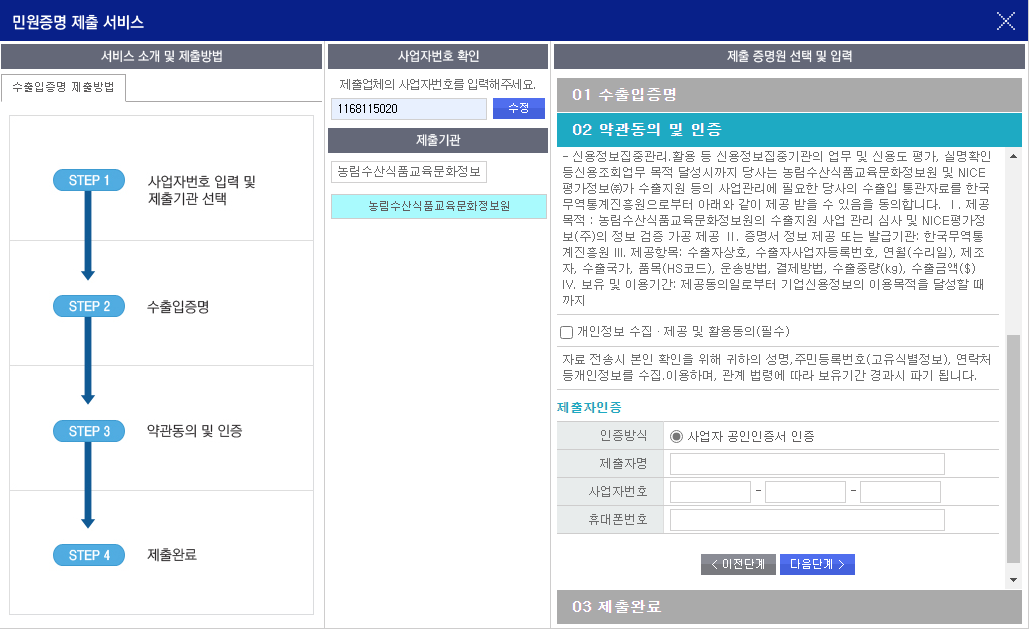 민원증명 제출 서비스
서비스 소개 및 제출방법
수출입증명 제출방법
STEP 1
사업자번호 입력 및
제출기관 선택
STEP 2
수출입증명
STEP 3
약관동의 및 인증
STEP 4
제출완료
사업자번호 확인
제출업체의 사업자번호를 입력해주세요.
1168115020
수정
제출기관
농림수산식품교육문화정보
농림수산식품교육문화정보원
제출 증명원 선택 및 입력
01 수출입증명
02 약관동의 및 인증
- 신용정보집중관리.활용 등 신용정보집중기관의 업무 및 신용도 평가, 실명확인
등신용조회업무 목적 달성시까지 당사는 농림수산식품교육문화정보원 및 NICE
평가정보㈜가 수출지원 등의 사업관리에 필요한 당사의 수출입 통관자료를 한국
무역통계진흥원으로부터 아래와 같이 제공 받을 수 있음을 동의합니다. Ⅰ. 제공
목적 : 농림수산식품교육문화정보원의 수출지원 사업 관리 심사 및 NICE평가정
보(주)의 정보 검증 가공 제공 Ⅱ. 증명서 정보 제공 또는 발급기관: 한국무역통
계진흥원 Ⅲ. 제공항목: 수출자상호, 수출자사업자등록번호, 연월(수리일), 제조
자, 수출국가, 품목(HS코드), 운송방법, 결제방법, 수출중량(kg), 수출금액($)
Ⅳ. 보유 및 이용기간: 제공동의일로부터 기업신용정보의 이용목적을 달성할 때
까지
개인정보 수집 · 제공 및 활용동의(필수)
자료 전송시 본인 확인을 위해 귀하의 성명,주민등록번호(고유식별정보), 연락처
등개인정보를 수집.이용하며, 관계 법령에 따라 보유기간 경과시 파기 됩니다.
제출자인증
인증방식 사업자 공인인증서 인증
제출자명
사업자번호 - -
휴대폰번호
< 이전단계 다음단계 >
03 제출완료